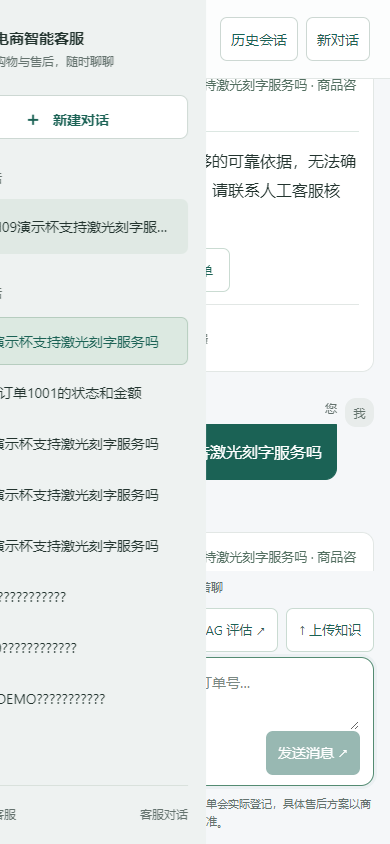 电商智能客服
购物与售后，随时聊聊
+ 新建对话
09演示杯支持激光刻字服...
演示杯支持激光刻字服务吗
订单1001的状态和金额
演示杯支持激光刻字服务吗
演示杯支持激光刻字服务吗
演示杯支持激光刻字服务吗
???????????
????????????
DEMO???????????
客服
客服对话
历史会话
新对话
持激光刻字服务吗 · 商品咨
的可靠依据，无法确
请联系人工客服核
单
您
我
激光刻字服务吗
持激光刻字服务吗 · 商品咨
聊
AG 评估 ↗
↑ 上传知识
订单号...
发送消息 ↗
单会实际登记，具体售后方案以商
准。